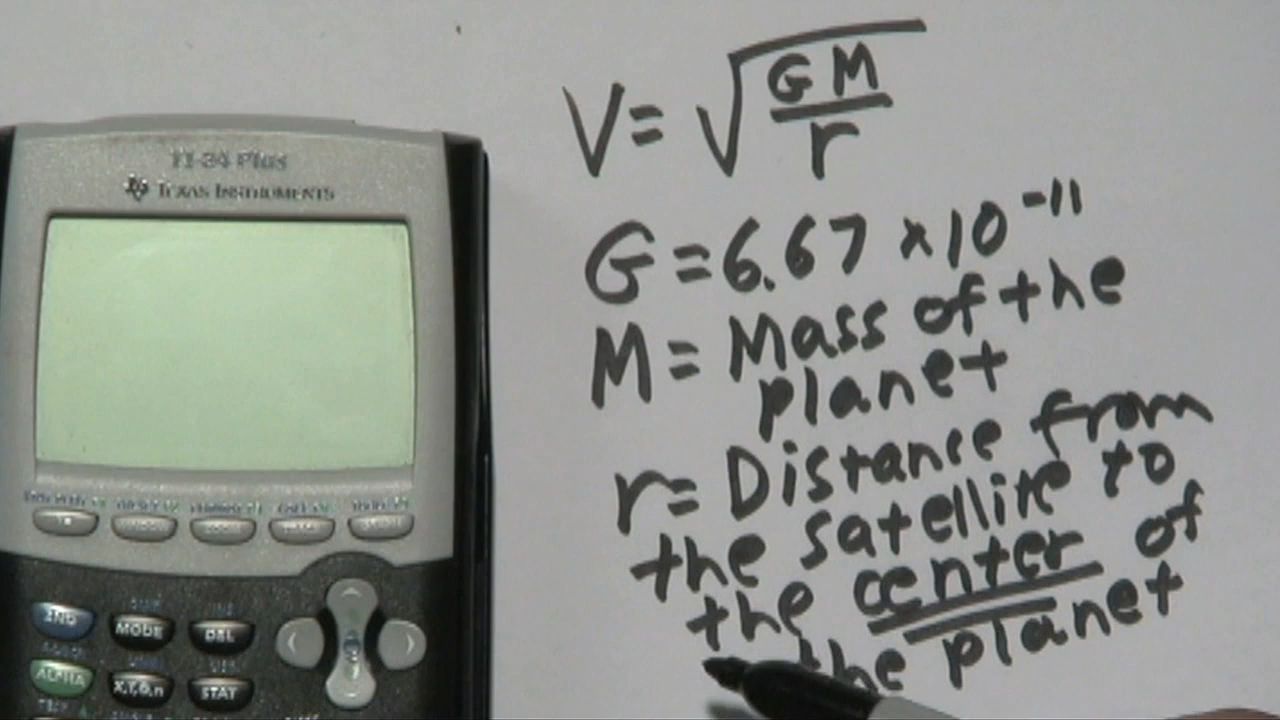 TI-84 Plus
TEXAS INSTRUMENTS
2ND
MODE
DEL
ALPHA
X,T,Θ,n
STAT
V = √GM/r
G = 6.67 × 10⁻¹¹
M = Mass of the
planet
r = Distance from
the satellite to
the center of
the planet